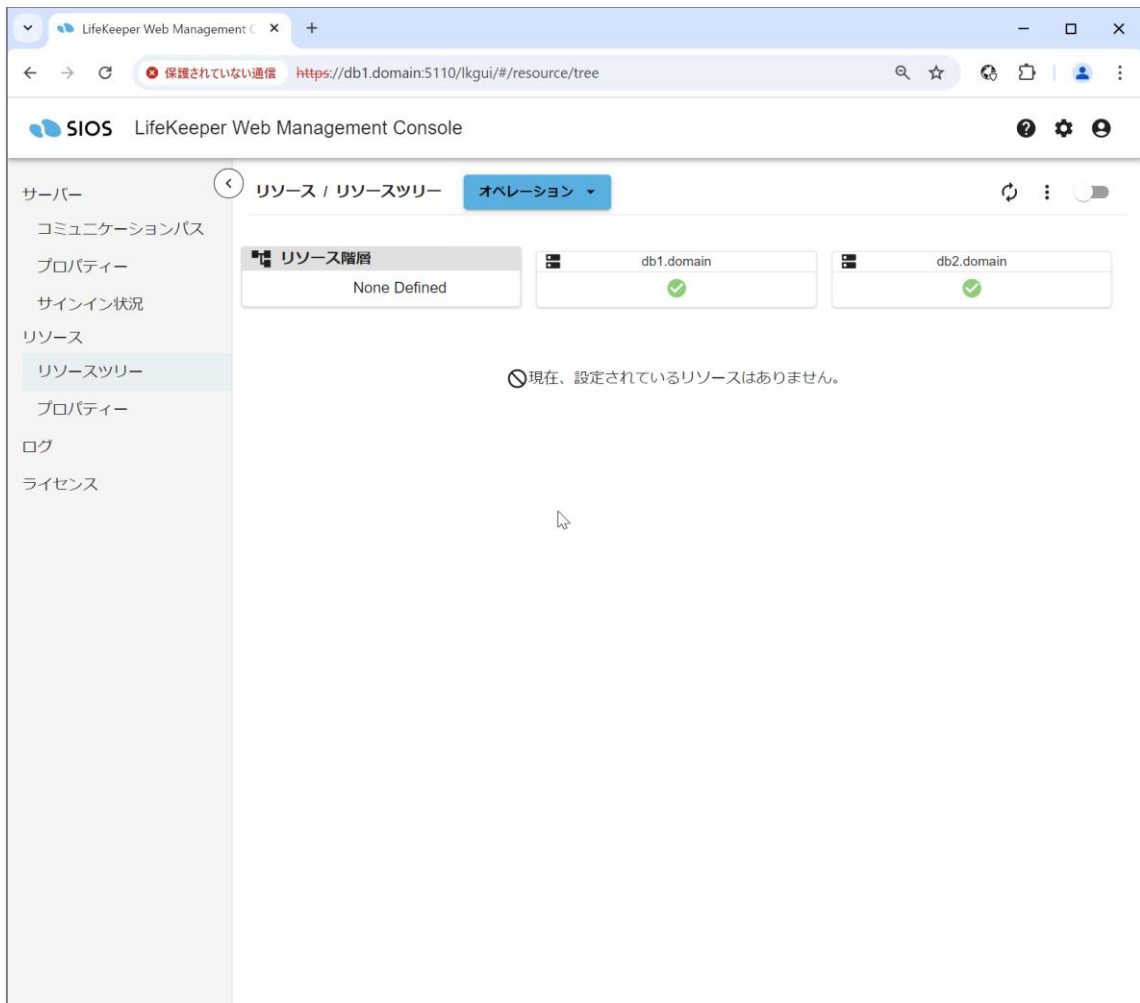 LifeKeeper Web Management C
保護されていない通信 https://db1.domain:5110/lkgui/#/resource/tree
SIOS LifeKeeper Web Management Console
サーバー
コミュニケーションパス
プロパティー
サインイン状況
リソース
リソースツリー
プロパティー
ログ
ライセンス
リソース / リソースツリー オペレーション
リソース階層 db1.domain db2.domain
None Defined
現在、設定されているリソースはありません。